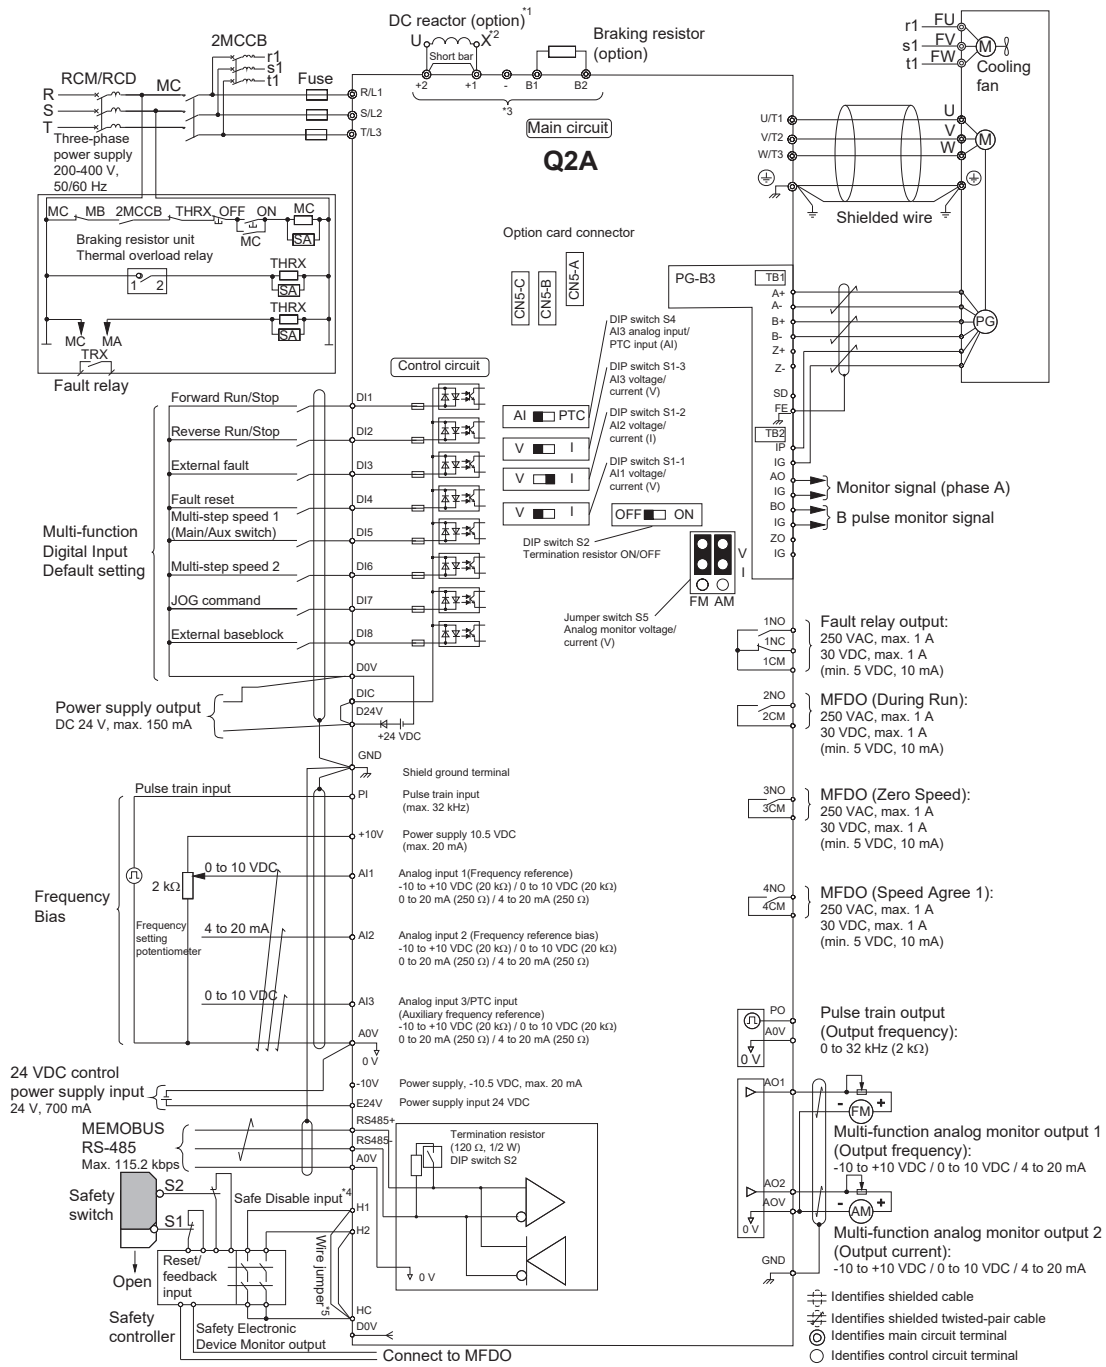 DC reactor (option)*1
U X*2
Short bar
Braking resistor
(option)
+2 +1 - B1 B2
*3
Main circuit
Q2A
2MCCB
r1
s1
t1
RCM/RCD
MC
Fuse
R
S
T
R/L1
S/L2
T/L3
Three-phase
power supply
200-400 V,
50/60 Hz
r1 FU
s1 FV
t1 FW
M
Cooling
fan
U/T1 U
V/T2 V
W/T3 W
M
Shielded wire
MC MB 2MCCB THRX OFF ON MC
MC
SA
Braking resistor unit
Thermal overload relay
1 2
THRX
SA
THRX
SA
MC MA
TRX
Fault relay
Option card connector
CN5-C
CN5-B
CN5-A
PG-B3
TB1
A+
A-
B+
B-
Z+
Z-
SD
FE
TB2
IP
IG
AO
IG
BO
IG
ZO
IG
PG
Monitor signal (phase A)
B pulse monitor signal
DIP switch S4
AI3 analog input/
PTC input (AI)
DIP switch S1-3
AI3 voltage/
current (V)
DIP switch S1-2
AI2 voltage/
current (I)
DIP switch S1-1
AI1 voltage/
current (V)
AI PTC
V I
V I
V I
OFF ON
DIP switch S2
Termination resistor ON/OFF
V
I
FM AM
Jumper switch S5
Analog monitor voltage/
current (V)
Control circuit
Multi-function
Digital Input
Default setting
Forward Run/Stop DI1
Reverse Run/Stop DI2
External fault DI3
Fault reset DI4
Multi-step speed 1
(Main/Aux switch) DI5
Multi-step speed 2 DI6
JOG command DI7
External baseblock DI8
D0V
DIC
D24V
+24 VDC
Power supply output
DC 24 V, max. 150 mA
GND
Shield ground terminal
Pulse train input
PI
Pulse train input
(max. 32 kHz)
+10V
Power supply 10.5 VDC
(max. 20 mA)
Frequency
Bias
2 kΩ
Frequency
setting
potentiometer
0 to 10 VDC
AI1
Analog input 1(Frequency reference)
-10 to +10 VDC (20 kΩ) / 0 to 10 VDC (20 kΩ)
0 to 20 mA (250 Ω) / 4 to 20 mA (250 Ω)
4 to 20 mA
AI2
Analog input 2 (Frequency reference bias)
-10 to +10 VDC (20 kΩ) / 0 to 10 VDC (20 kΩ)
0 to 20 mA (250 Ω) / 4 to 20 mA (250 Ω)
0 to 10 VDC
AI3
Analog input 3/PTC input
(Auxiliary frequency reference)
-10 to +10 VDC (20 kΩ) / 0 to 10 VDC (20 kΩ)
0 to 20 mA (250 Ω) / 4 to 20 mA (250 Ω)
A0V
0 V
24 VDC control
power supply input
24 V, 700 mA
-10V
Power supply, -10.5 VDC, max. 20 mA
E24V
Power supply input 24 VDC
MEMOBUS
RS-485
Max. 115.2 kbps
RS485+
RS485-
A0V
Termination resistor
(120 Ω, 1/2 W)
DIP switch S2
0 V
Safety
switch
S2
S1
Open
Safe Disable input*4
H1
H2
Wire jumper*5
HC
D0V
Reset/
feedback
input
Safety
controller
Safety Electronic
Device Monitor output
Connect to MFDO
1NO
1NC
1CM
Fault relay output:
250 VAC, max. 1 A
30 VDC, max. 1 A
(min. 5 VDC, 10 mA)
2NO
2CM
MFDO (During Run):
250 VAC, max. 1 A
30 VDC, max. 1 A
(min. 5 VDC, 10 mA)
3NO
3CM
MFDO (Zero Speed):
250 VAC, max. 1 A
30 VDC, max. 1 A
(min. 5 VDC, 10 mA)
4NO
4CM
MFDO (Speed Agree 1):
250 VAC, max. 1 A
30 VDC, max. 1 A
(min. 5 VDC, 10 mA)
PO
A0V
0 V
Pulse train output
(Output frequency):
0 to 32 kHz (2 kΩ)
AO1
- +
FM
Multi-function analog monitor output 1
(Output frequency):
-10 to +10 VDC / 0 to 10 VDC / 4 to 20 mA
AO2
AOV
0 V
- +
AM
Multi-function analog monitor output 2
(Output current):
-10 to +10 VDC / 0 to 10 VDC / 4 to 20 mA
GND
Identifies shielded cable
Identifies shielded twisted-pair cable
Identifies main circuit terminal
Identifies control circuit terminal